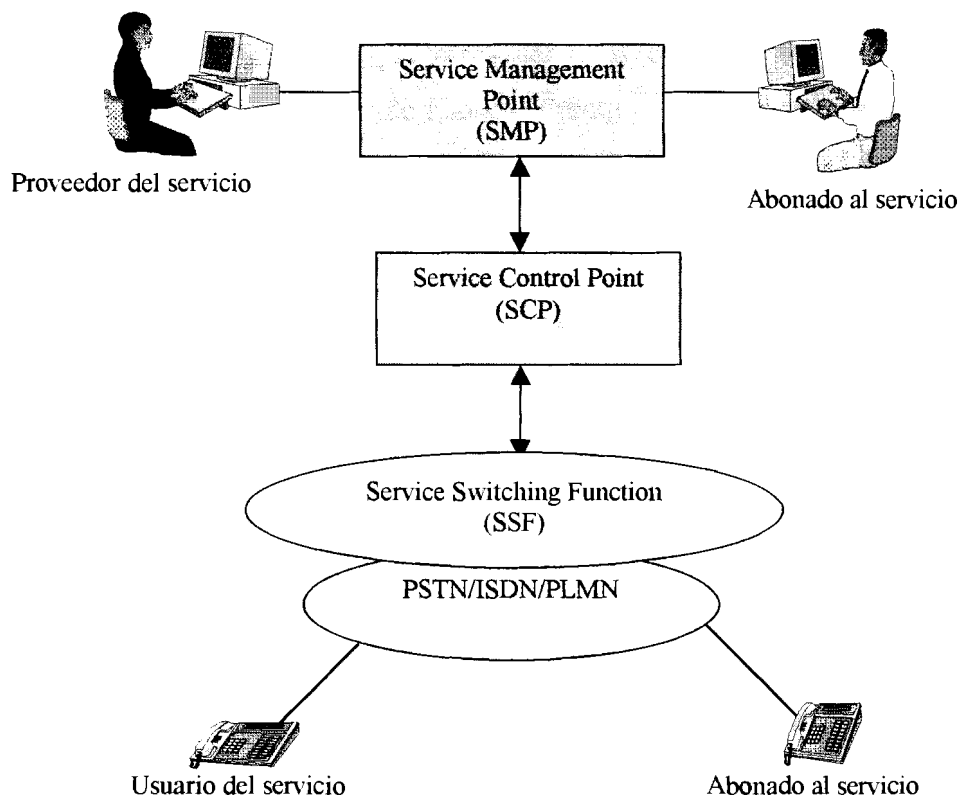 Service Management
Point
(SMP)
Proveedor del servicio
Abonado al servicio
Service Control Point
(SCP)
Service Switching Function
(SSF)
PSTN/ISDN/PLMN
Usuario del servicio
Abonado al servicio